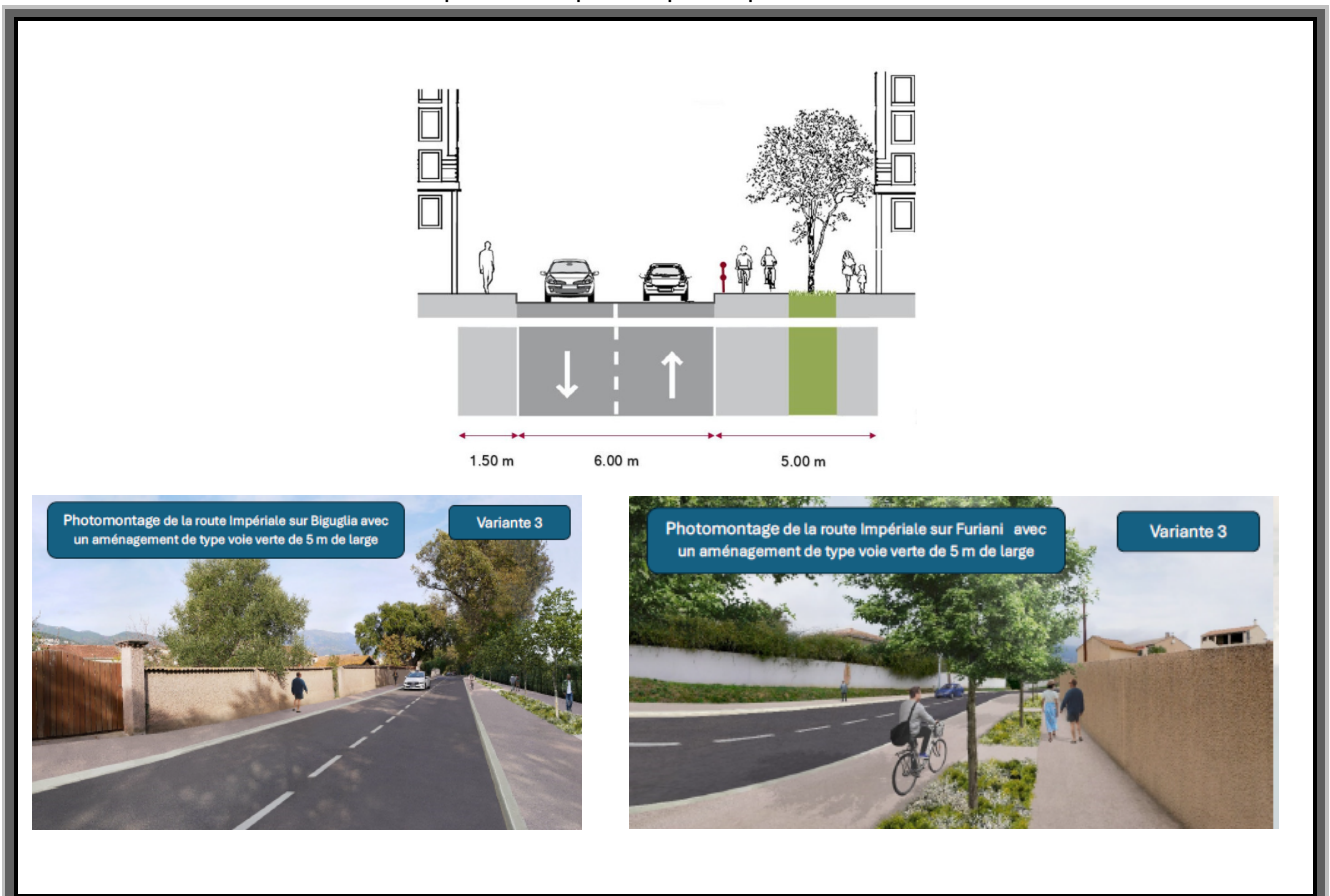 1.50 m 6.00 m 5.00 m
Photomontage de la route Impériale sur Biguglia avec
un aménagement de type voie verte de 5 m de large
Variante 3
Photomontage de la route Impériale sur Furiani avec
un aménagement de type voie verte de 5 m de large
Variante 3